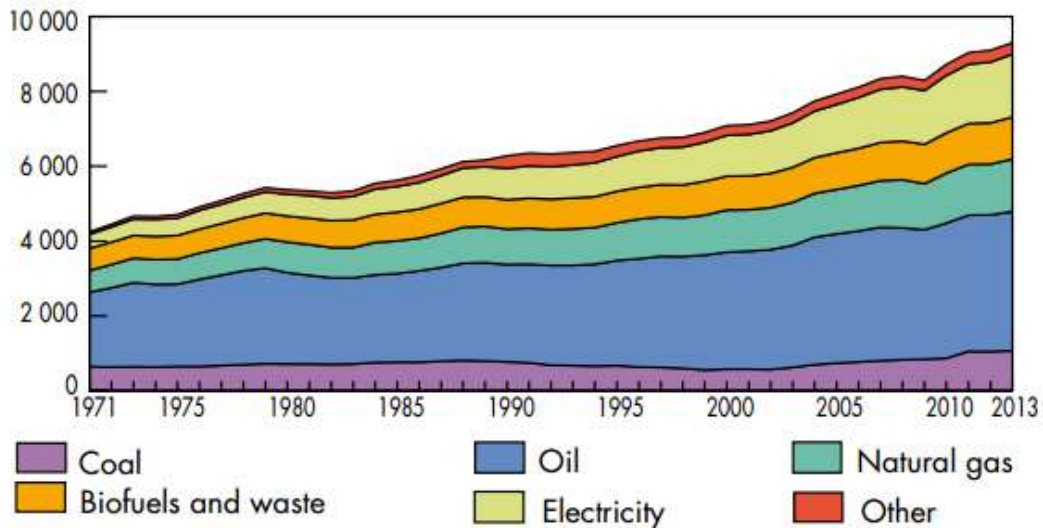 10 000
8 000
6 000
4 000
2 000
0
1971 1975 1980 1985 1990 1995 2000 2005 2010 2013
Coal Oil Natural gas
Biofuels and waste Electricity Other